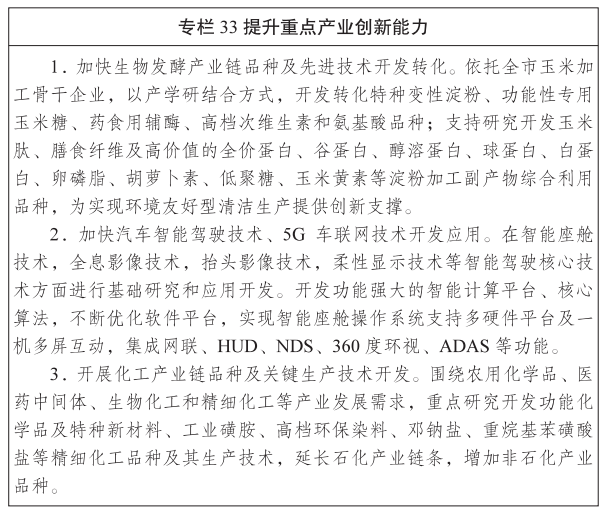 专栏 33 提升重点产业创新能力
1．加快生物发酵产业链品种及先进技术开发转化。依托全市玉米加
工骨干企业，以产学研结合方式，开发转化特种变性淀粉、功能性专用
玉米糖、药食用辅酶、高档次维生素和氨基酸品种；支持研究开发玉米
肽、膳食纤维及高价值的全价蛋白、谷蛋白、醇溶蛋白、球蛋白、白蛋
白、卵磷脂、胡萝卜素、低聚糖、玉米黄素等淀粉加工副产物综合利用
品种，为实现环境友好型清洁生产提供创新支撑。
2．加快汽车智能驾驶技术、5G 车联网技术开发应用。在智能座舱
技术，全息影像技术，抬头影像技术，柔性显示技术等智能驾驶核心技
术方面进行基础研究和应用开发。开发功能强大的智能计算平台、核心
算法，不断优化软件平台，实现智能座舱操作系统支持多硬件平台及一
机多屏互动，集成网联、HUD、NDS、360 度环视、ADAS 等功能。
3．开展化工产业链品种及关键生产技术开发。围绕农用化学品、医
药中间体、生物化工和精细化工等产业发展需求，重点研究开发功能化
学品及特种新材料、工业磺胺、高档环保染料、邓钠盐、重烷基苯磺酸
盐等精细化工品种及其生产技术，延长石化产业链条，增加非石化产业
品种。